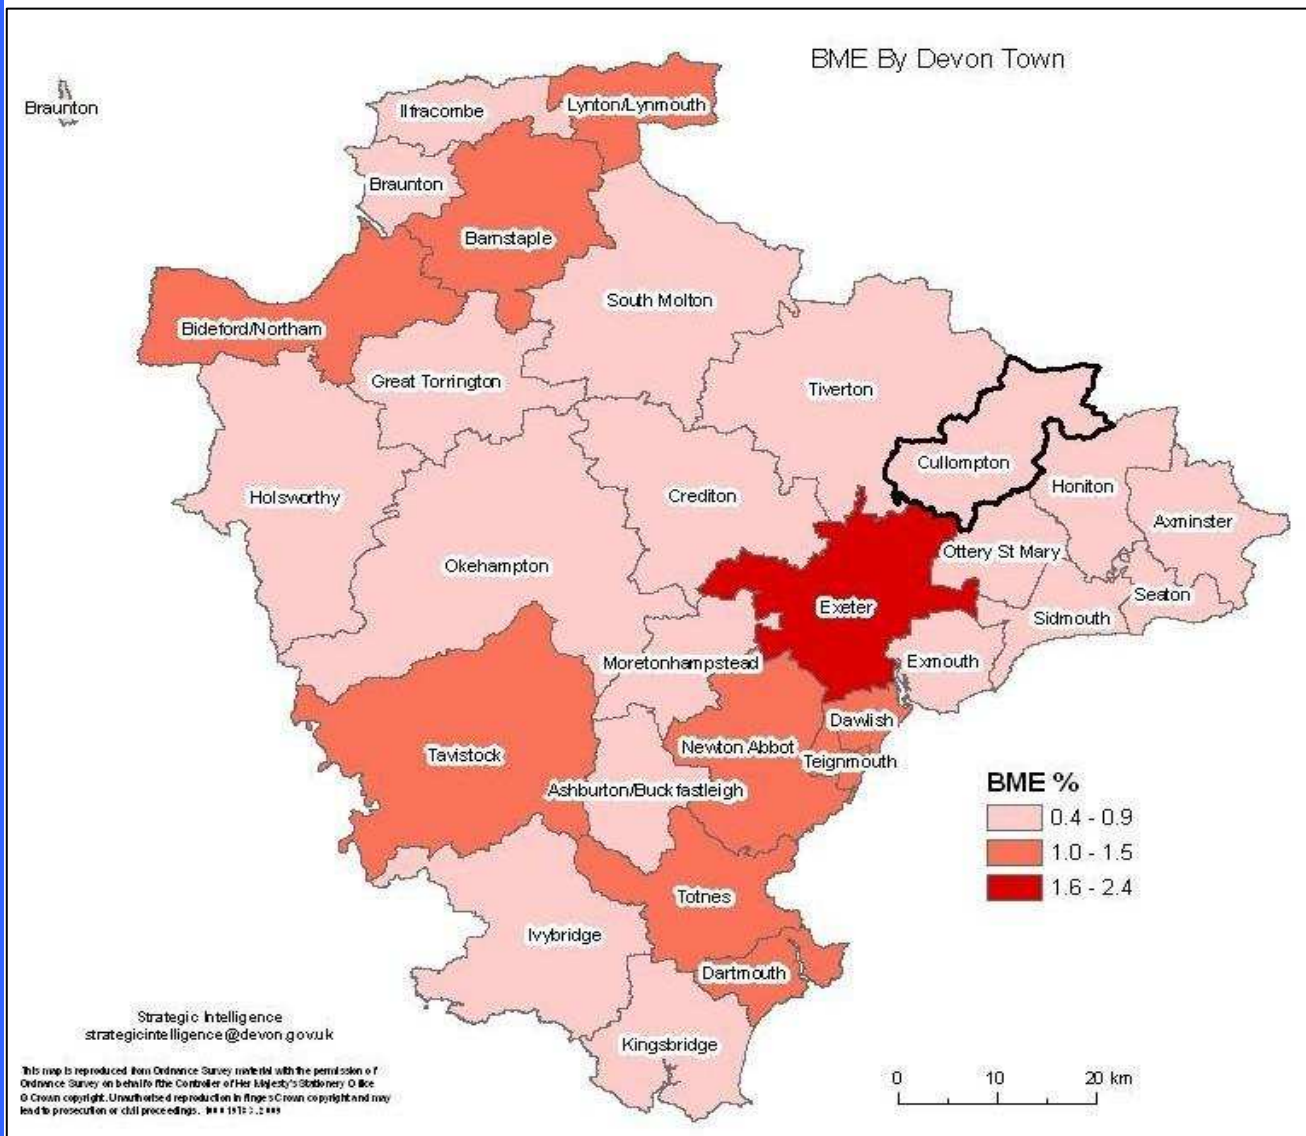 BME By Devon Town
Braunton
Ilfracombe
Lynton/Lynmouth
Braunton
Barnstaple
South Molton
Bideford/Northam
Great Torrington
Tiverton
Cullompton
Honiton
Holsworthy
Crediton
Axminster
Okehampton
Ottery St Mary
Exeter
Seaton
Sidmouth
Moretonhampstead
Exmouth
Dawlish
Newton Abbot
Tavistock
Teignmouth
Ashburton/Buckfastleigh
BME %
0.4 - 0.9
1.0 - 1.5
1.6 - 2.4
Totnes
Ivybridge
Dartmouth
Kingsbridge
Strategic Intelligence
strategicintelligence@devon.gov.uk
This map is reproduced from Ordnance Survey material with the permission of
Ordnance Survey on behalf of the Controller of Her Majesty's Stationery Office
© Crown copyright. Unauthorised reproduction infringes Crown copyright and may
lead to prosecution or civil proceedings.
0 10 20 km